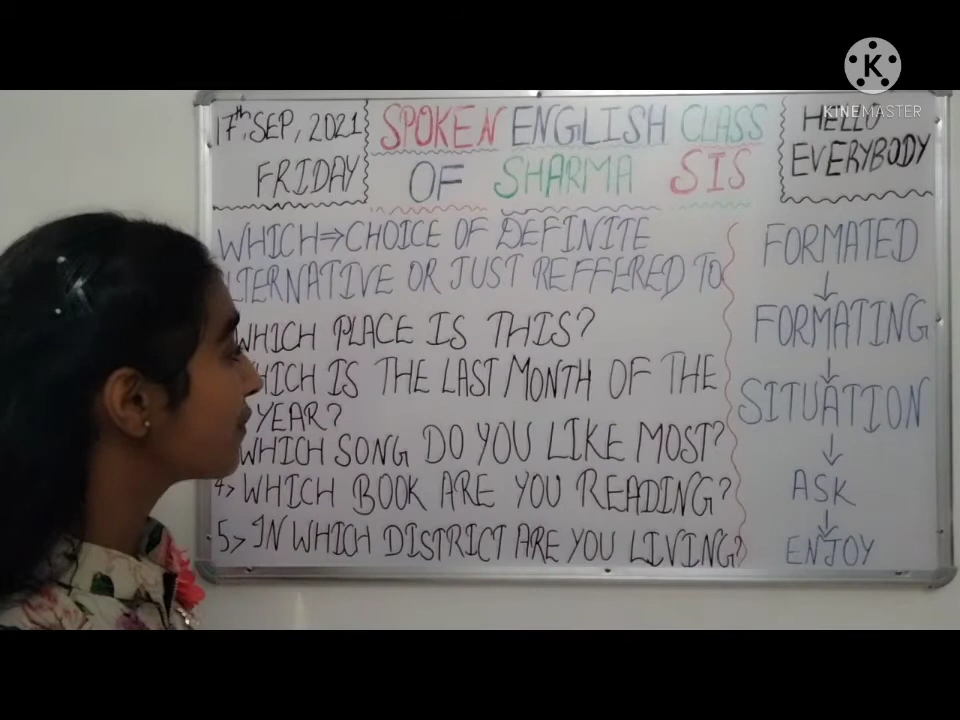 K
KINEMASTER
17th, SEP, 2021
FRIDAY
SPOKEN ENGLISH CLASS
OF SHARMA SIS
HELLO
EVERYBODY
WHICH⇒CHOICE OF DEFINITE
LTERNATIVE OR JUST REFFERED TO
WHICH PLACE IS THIS?
WHICH IS THE LAST MONTH OF THE
YEAR?
WHICH SONG DO YOU LIKE MOST?
4> WHICH BOOK ARE YOU READING?
5> IN WHICH DISTRICT ARE YOU LIVING?
FORMATED
↓
FORMATING
↓
SITUATION
↓
ASK
↓
ENJOY